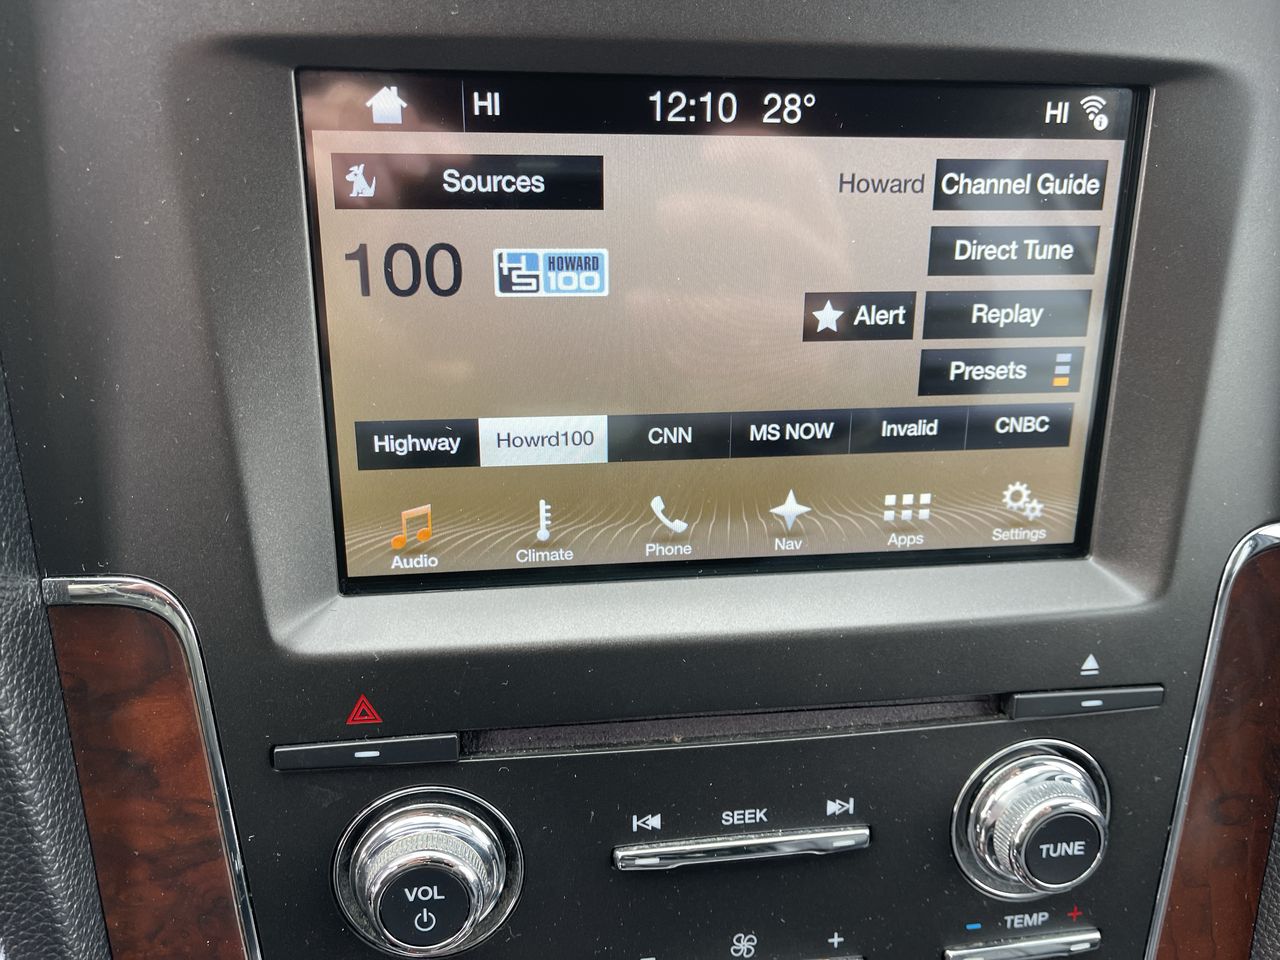 HI 12:10 28° HI
Sources
Howard Channel Guide
100 HS HOWARD 100
Direct Tune
Alert Replay
Presets
Highway Howrd100 CNN MS NOW Invalid CNBC
Audio Climate Phone Nav Apps Settings
SEEK
VOL TUNE
- TEMP +
+